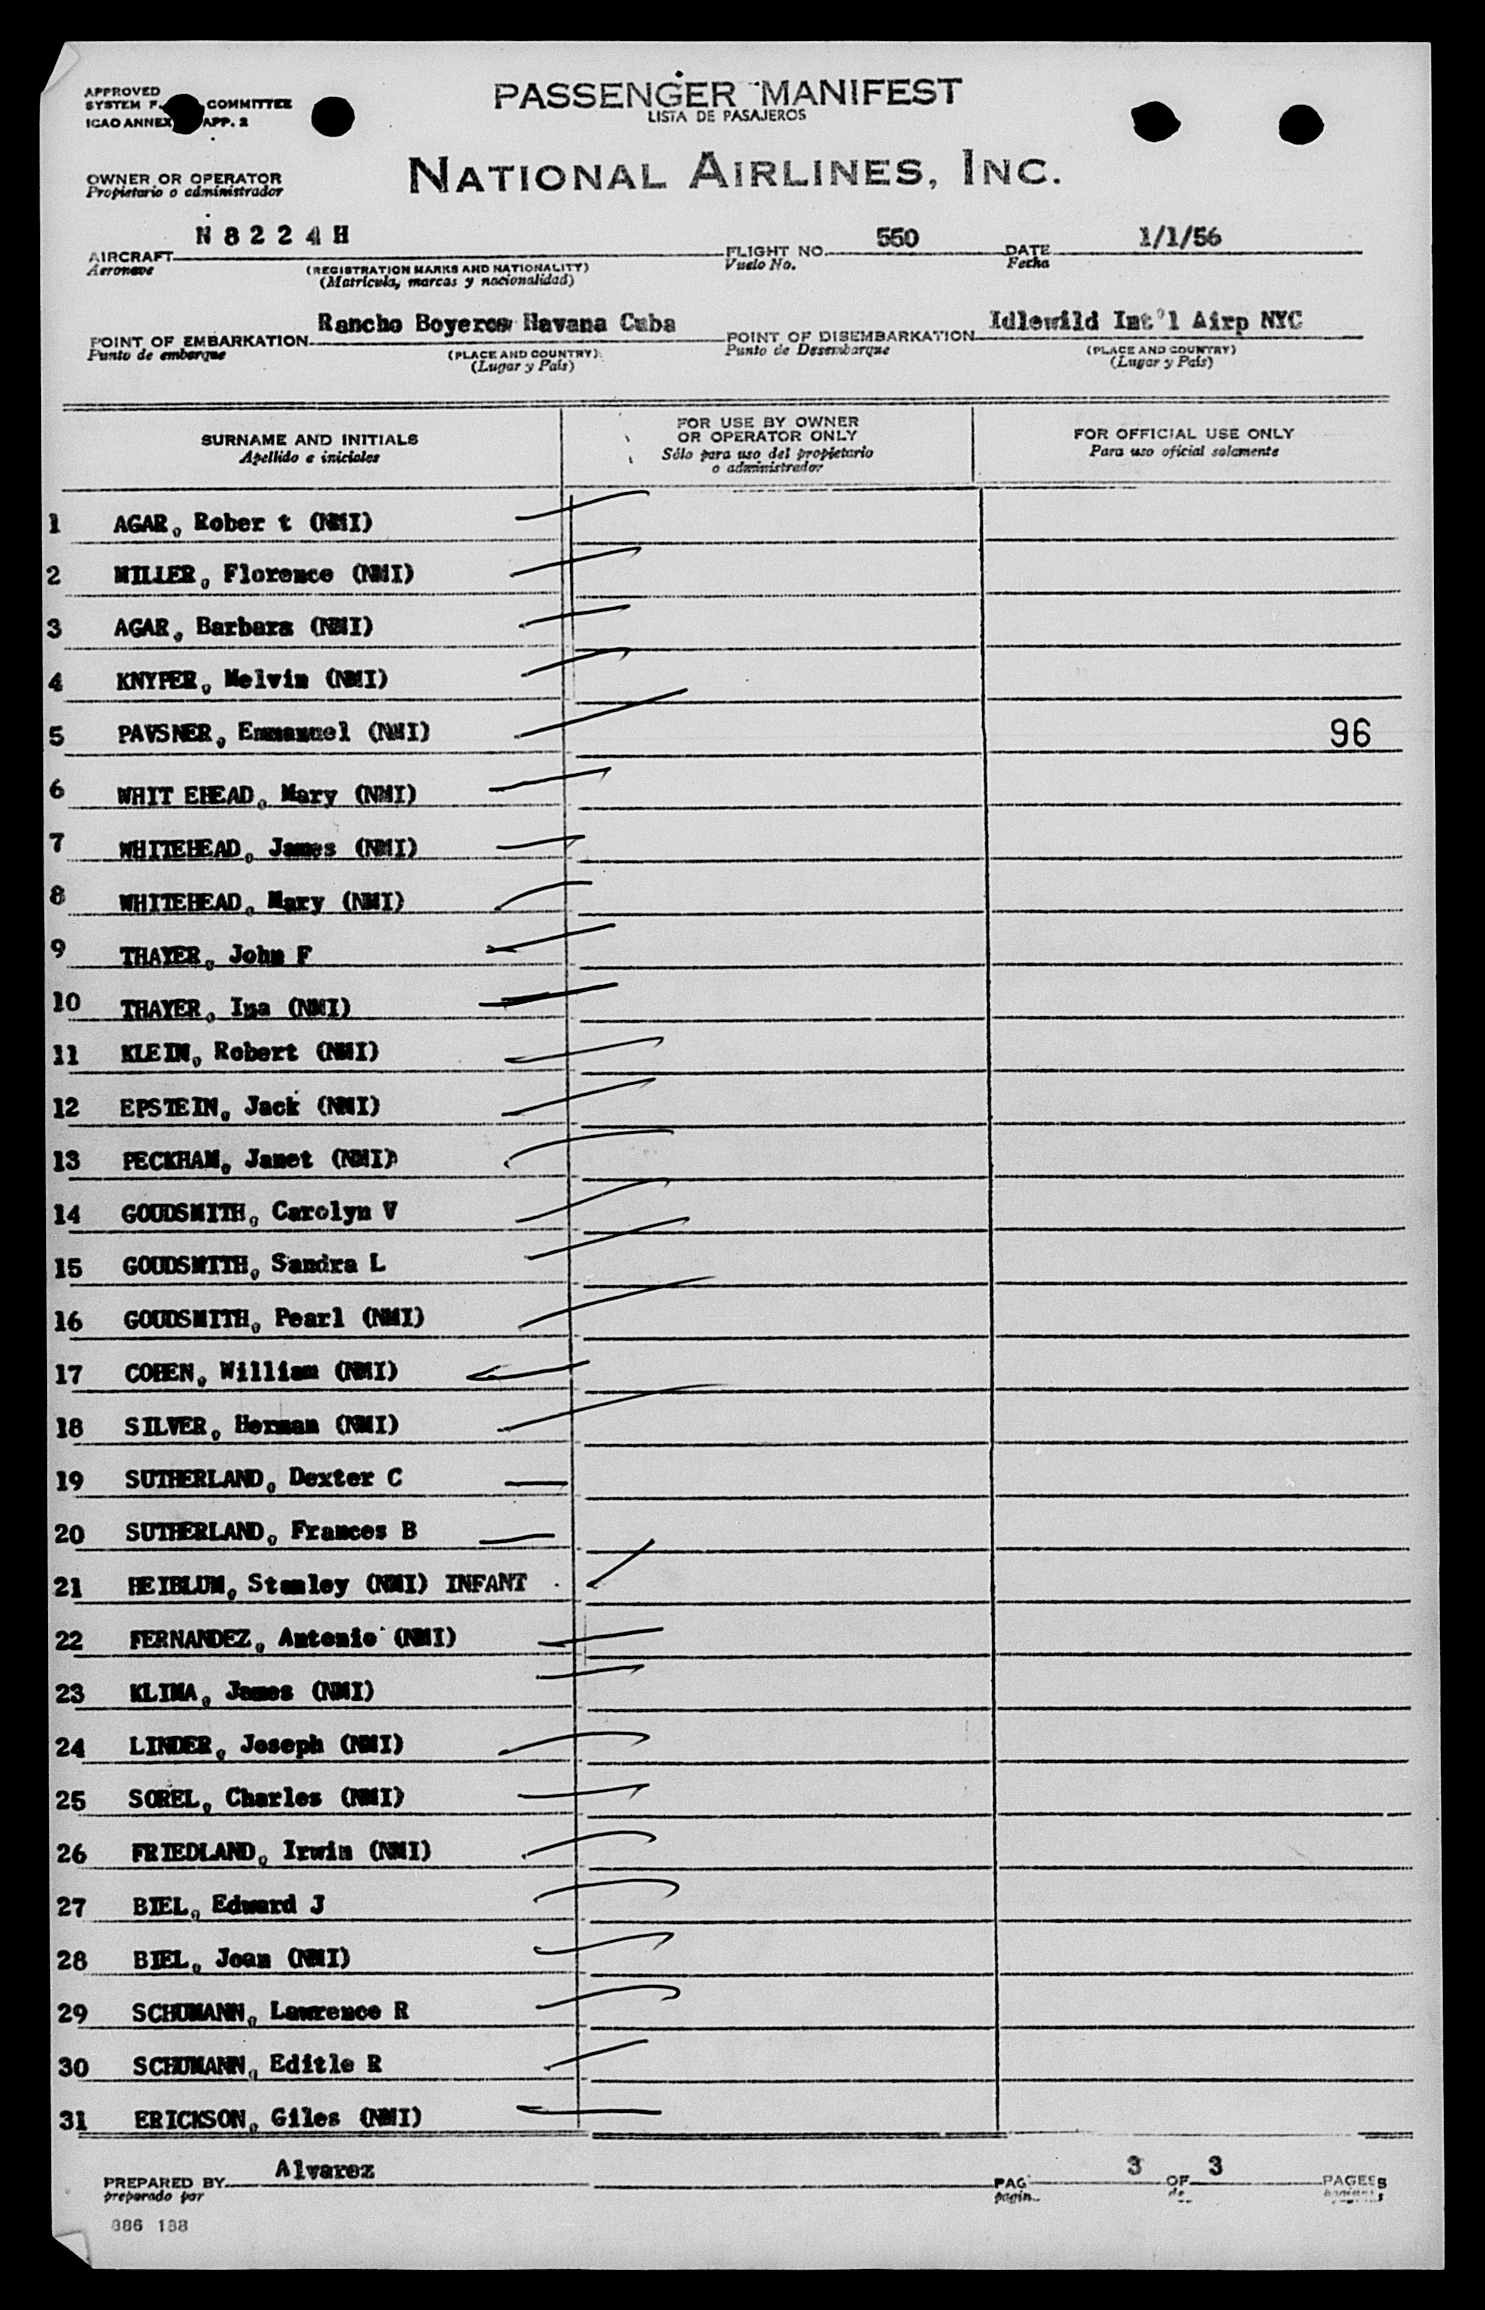 APPROVED
SYSTEM COMMITTEE
ICAO ANNEX APP. 2
PASSENGER MANIFEST
LISTA DE PASAJEROS
OWNER OR OPERATOR
Propietario o administrador
NATIONAL AIRLINES, INC.
AIRCRAFT N 8 2 2 4 H FLIGHT NO. 550 DATE 1/1/56
Aeronave (REGISTRATION MARKS AND NATIONALITY) Vuelo No. Fecha
(Matrícula, marcas y nacionalidad)
POINT OF EMBARKATION Rancho Boyeros Havana Cuba POINT OF DISEMBARKATION Idlewild Int'l Airp NYC
Punto de embarque (PLACE AND COUNTRY) Punto de Desembarque (PLACE AND COUNTRY)
(Lugar y País) (Lugar y País)
SURNAME AND INITIALS FOR USE BY OWNER OR OPERATOR ONLY FOR OFFICIAL USE ONLY
Apellido e iniciales Sólo para uso del propietario o administrador Para uso oficial solamente
1 AGAR, Rober t (NMI)
2 MILLER, Florence (NMI)
3 AGAR, Barbara (NMI)
4 KNYPER, Melvin (NMI)
5 PAVSNER, Emmanuel (NMI) 96
6 WHIT EHEAD, Mary (NMI)
7 WHITEHEAD, James (NMI)
8 WHITEHEAD, Mary (NMI)
9 THAYER, John F
10 THAYER, Ina (NMI)
11 KLEIN, Robert (NMI)
12 EPSTEIN, Jack (NMI)
13 PECKHAM, Janet (NMI)
14 GOUDSMITH, Carolyn V
15 GOUDSMITH, Sandra L
16 GOUDSMITH, Pearl (NMI)
17 COHEN, William (NMI)
18 SILVER, Herman (NMI)
19 SUTHERLAND, Dexter C
20 SUTHERLAND, Frances B
21 HEIBLUM, Stanley (NMI) INFANT
22 FERNANDEZ, Antonio (NMI)
23 KLIMA, James (NMI)
24 LINDER, Joseph (NMI)
25 SOREL, Charles (NMI)
26 FRIEDLAND, Irwin (NMI)
27 BIEL, Edward J
28 BIEL, Joan (NMI)
29 SCHUMANN, Lawrence R
30 SCHUMANN, Editle R
31 ERICKSON, Giles (NMI)
PREPARED BY Alvarez PAG 3 OF 3 PAGES
preparado por pagin. de
886 188